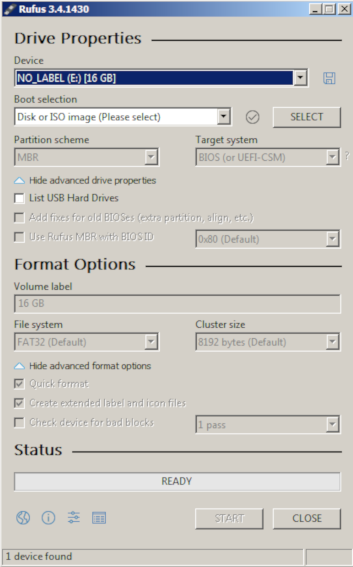 Rufus 3.4.1430
Drive Properties
Device
NO_LABEL (E:) [16 GB]
Boot selection
Disk or ISO image (Please select)
SELECT
Partition scheme
Target system
MBR
BIOS (or UEFI-CSM)
?
Hide advanced drive properties
List USB Hard Drives
Add fixes for old BIOSes (extra partition, align, etc.)
Use Rufus MBR with BIOS ID
0x80 (Default)
Format Options
Volume label
16 GB
File system
Cluster size
FAT32 (Default)
8192 bytes (Default)
Hide advanced format options
Quick format
Create extended label and icon files
Check device for bad blocks
1 pass
Status
READY
START
CLOSE
1 device found